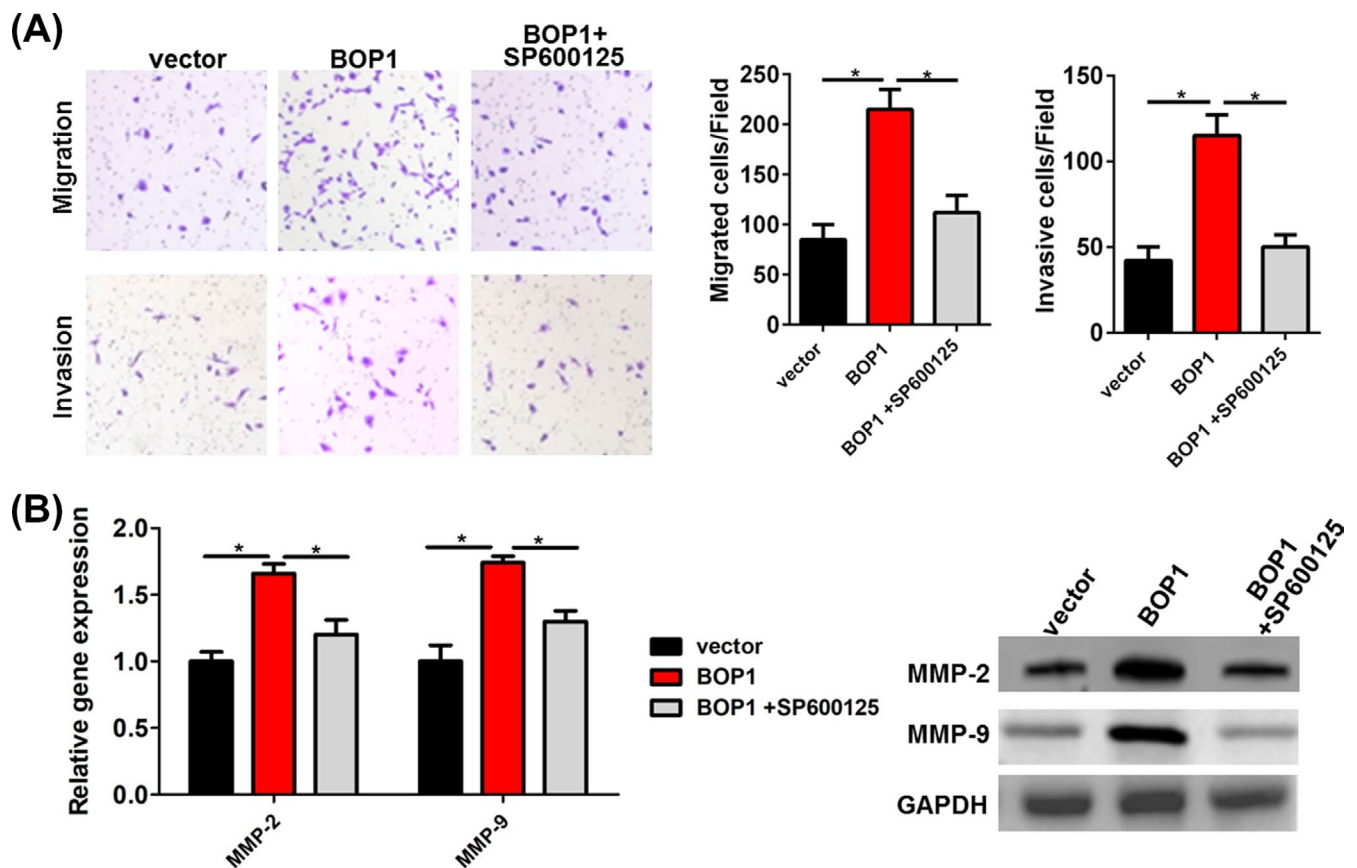 (A)
vector
BOP1
BOP1+
SP600125
Migration
Invasion
Migrated cells/Field
250
200
150
100
50
0
vector
BOP1
BOP1 +SP600125
Invasive cells/Field
150
100
50
0
vector
BOP1
BOP1 +SP600125
* *
* *
(B)
Relative gene expression
2.0
1.5
1.0
0.5
0.0
* * * *
MMP-2
MMP-9
vector
BOP1
BOP1 +SP600125
vector
BOP1
BOP1
+SP600125
MMP-2
MMP-9
GAPDH